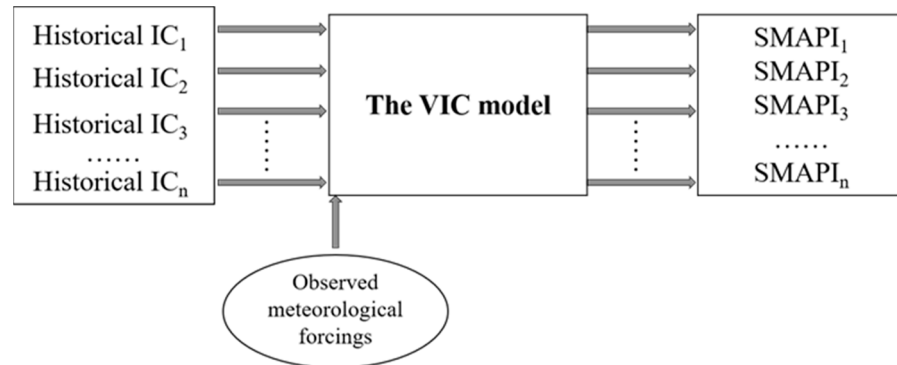 Historical IC₁
Historical IC₂
Historical IC₃
......
Historical ICₙ
The VIC model
SMAPI₁
SMAPI₂
SMAPI₃
......
SMAPIₙ
Observed
meteorological
forcings